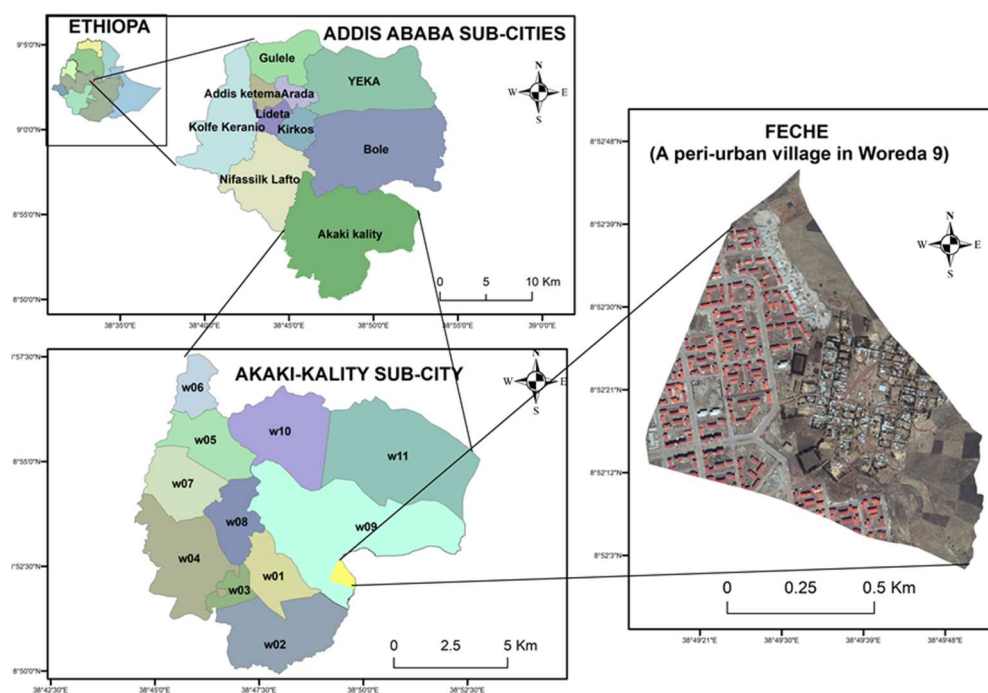 ETHIOPA
9°5'0"N
9°0'0"N
8°55'0"N
8°50'0"N
ADDIS ABABA SUB-CITIES
Gulele
YEKA
Addis ketema
Arada
Lideta
Kolfe Keranio
Kirkos
Bole
Nifassilk Lafto
Akaki kality
N
W
E
S
0 5 10 Km
38°35'0"E
38°40'0"E
38°45'0"E
38°50'0"E
38°55'0"E
39°0'0"E
AKAKI-KALITY SUB-CITY
N
W
E
S
57'30"N
8°55'0"N
8°52'30"N
8°50'0"N
w06
w05
w10
w11
w07
w08
w09
w04
w03
w01
w02
0 2.5 5 Km
38°42'30"E
38°45'0"E
38°47'30"E
38°50'0"E
38°52'30"E
FECHE
(A peri-urban village in Woreda 9)
N
W
E
S
8°52'48"N
8°52'39"N
8°52'30"N
8°52'21"N
8°52'12"N
8°52'3"N
0 0.25 0.5 Km
38°49'21"E
38°49'30"E
38°49'39"E
38°49'48"E